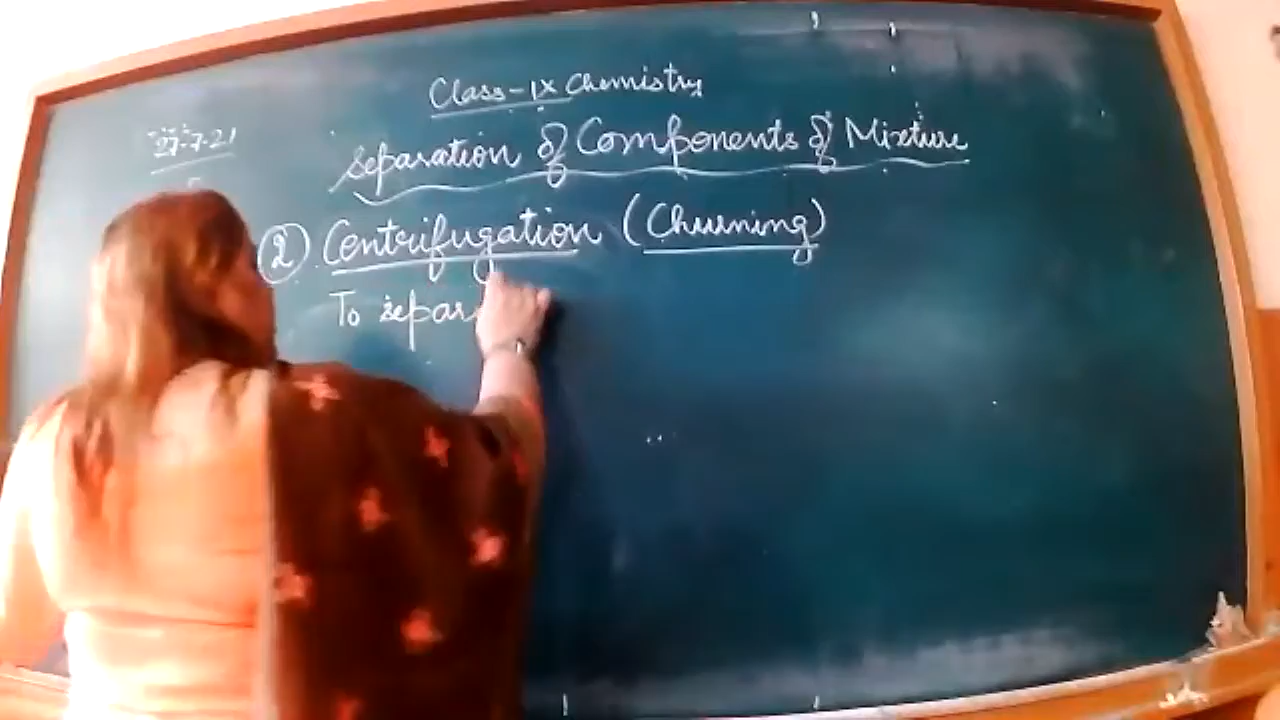 Class-IX Chemistry
27-7-21
Separation of Components of Mixture
2 Centrifugation (Churning)
To separ